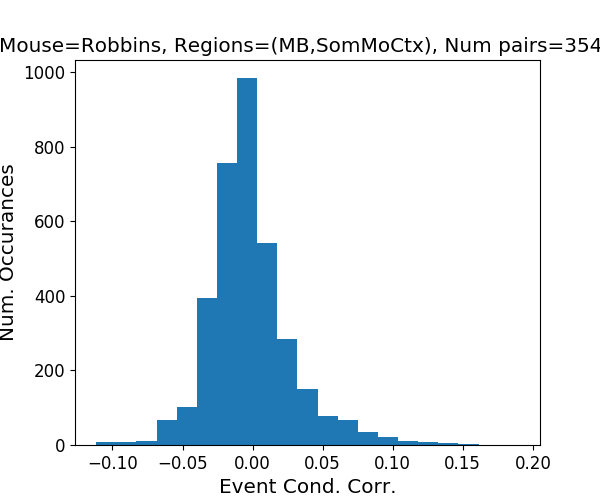 Mouse=Robbins, Regions=(MB,SomMoCtx), Num pairs=354
1000
800
600
400
200
0
Num. Occurances
−0.10 −0.05 0.00 0.05 0.10 0.15 0.20
Event Cond. Corr.